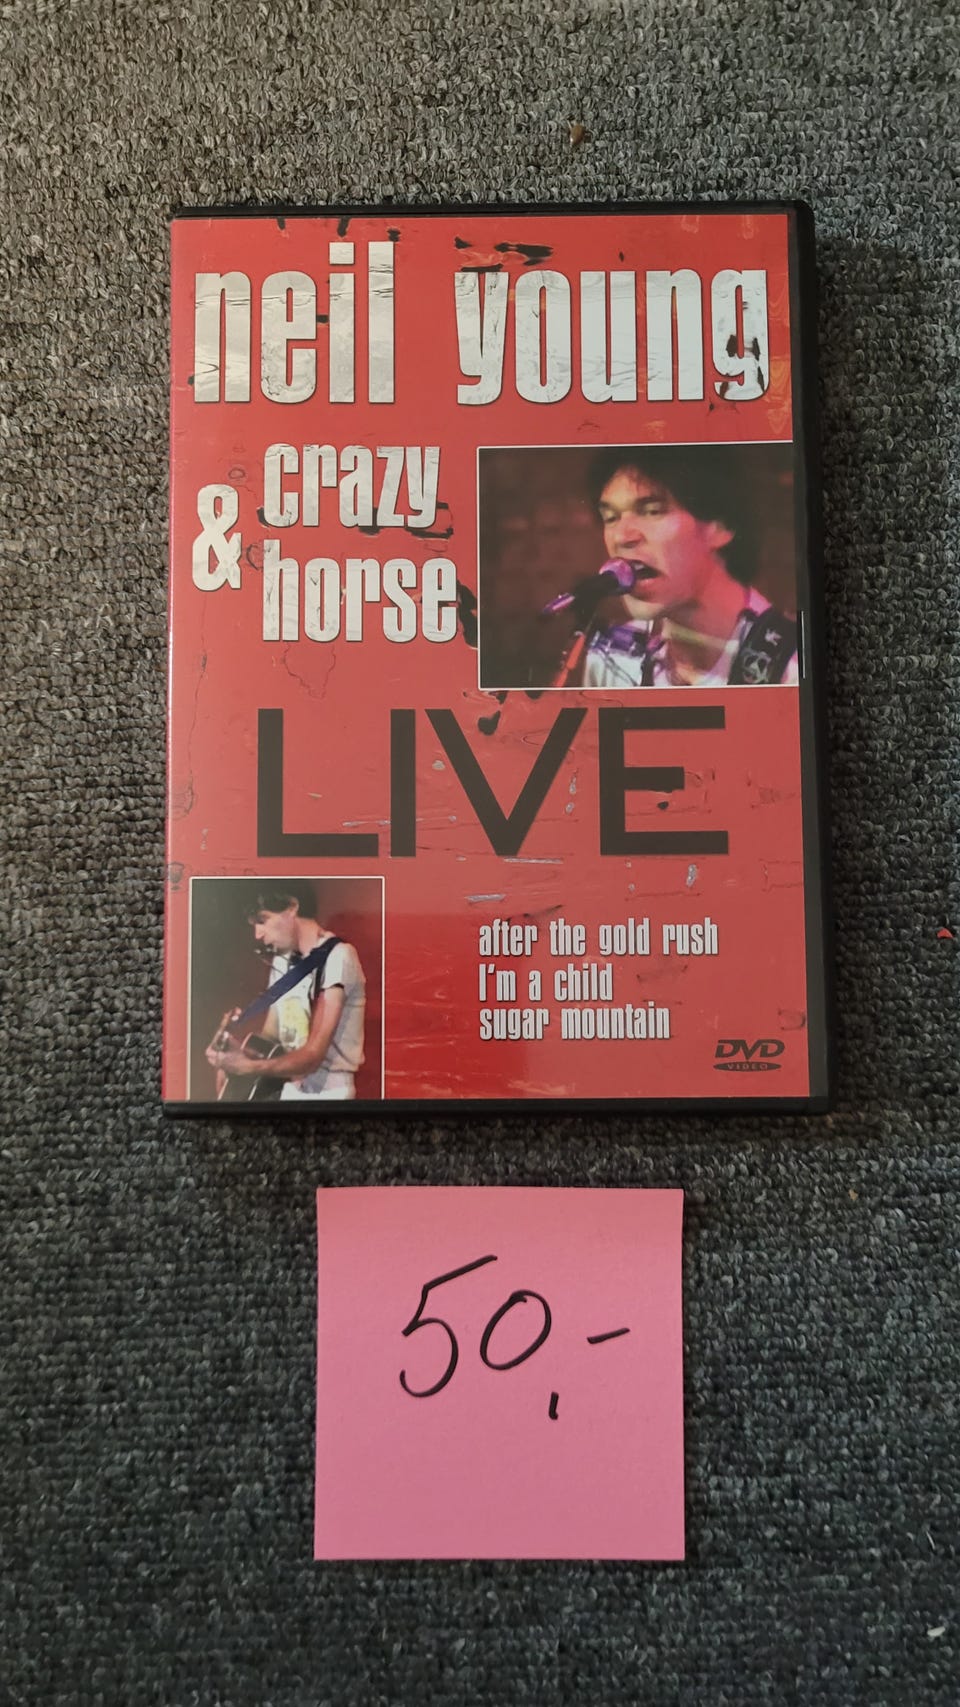 neil young
& crazy
horse
LIVE
after the gold rush
I'm a child
sugar mountain
DVD
VIDEO
50,-